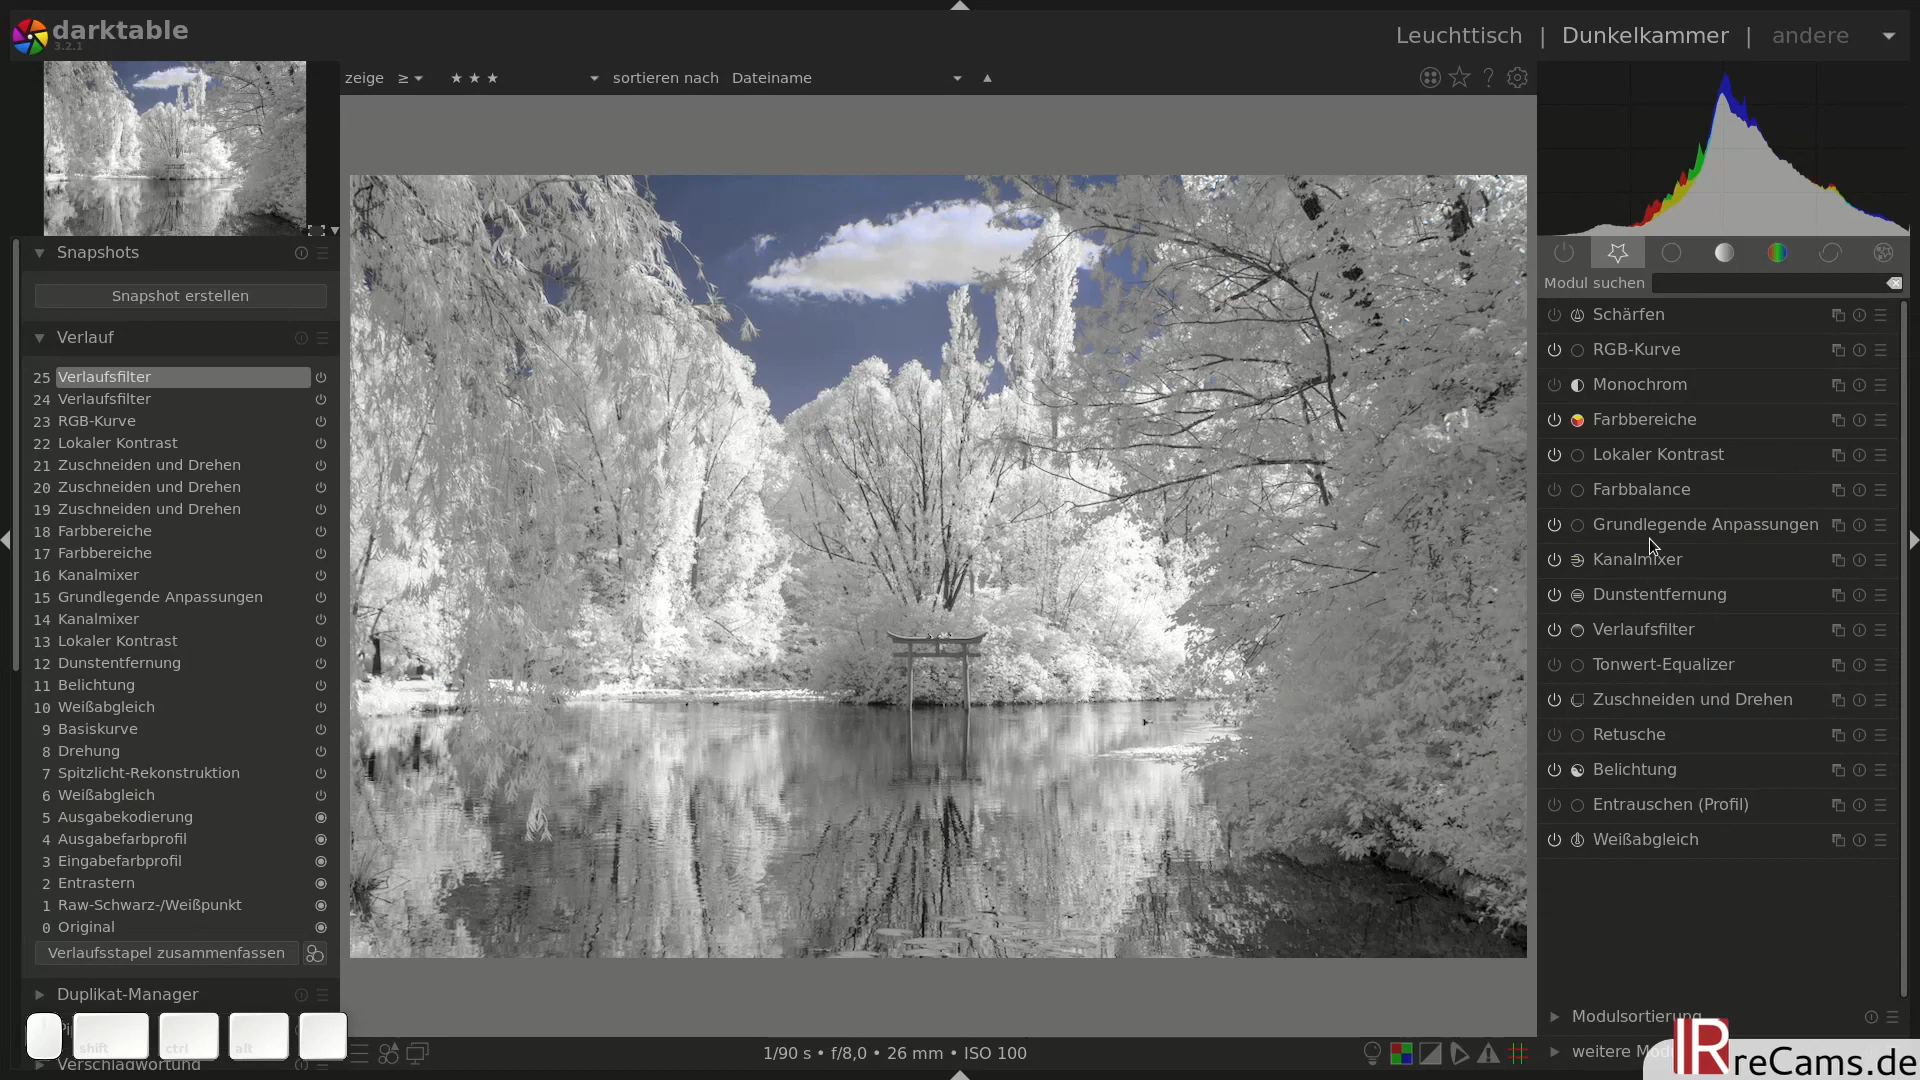 darktable
3.2.1
Leuchttisch | Dunkelkammer | andere
zeige ≥ ★ ★ ★ sortieren nach Dateiname
Snapshots
Snapshot erstellen
Verlauf
25 Verlaufsfilter
24 Verlaufsfilter
23 RGB-Kurve
22 Lokaler Kontrast
21 Zuschneiden und Drehen
20 Zuschneiden und Drehen
19 Zuschneiden und Drehen
18 Farbbereiche
17 Farbbereiche
16 Kanalmixer
15 Grundlegende Anpassungen
14 Kanalmixer
13 Lokaler Kontrast
12 Dunstentfernung
11 Belichtung
10 Weißabgleich
9 Basiskurve
8 Drehung
7 Spitzlicht-Rekonstruktion
6 Weißabgleich
5 Ausgabekodierung
4 Ausgabefarbprofil
3 Eingabefarbprofil
2 Entrastern
1 Raw-Schwarz-/Weißpunkt
0 Original
Verlaufsstapel zusammenfassen
Duplikat-Manager
shift ctrl alt
Verschlagwortung
1/90 s • f/8,0 • 26 mm • ISO 100
Modul suchen
Schärfen
RGB-Kurve
Monochrom
Farbbereiche
Lokaler Kontrast
Farbbalance
Grundlegende Anpassungen
Kanalmixer
Dunstentfernung
Verlaufsfilter
Tonwert-Equalizer
Zuschneiden und Drehen
Retusche
Belichtung
Entrauschen (Profil)
Weißabgleich
Modulsortierung
weitere
IRreCams.de